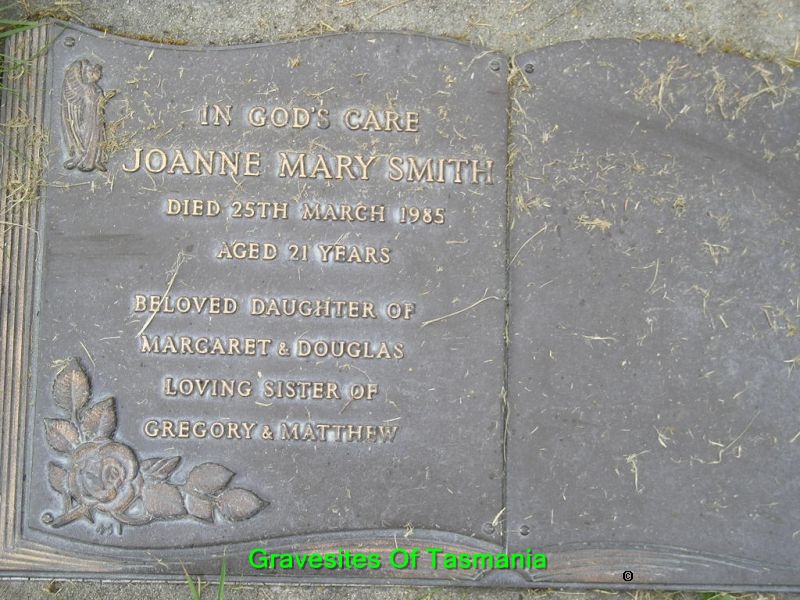 IN GOD'S CARE
JOANNE MARY SMITH
DIED 25TH MARCH 1985
AGED 21 YEARS
BELOVED DAUGHTER OF
MARGARET & DOUGLAS
LOVING SISTER OF
GREGORY & MATTHEW
Gravesites Of Tasmania
©